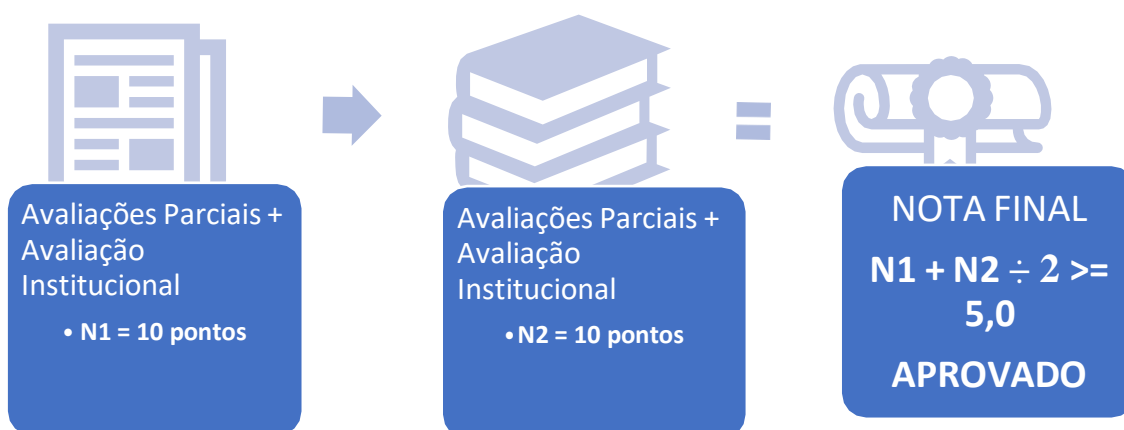 Avaliações Parciais +
Avaliação
Institucional
• N1 = 10 pontos
Avaliações Parciais +
Avaliação
Institucional
• N2 = 10 pontos
=
NOTA FINAL
N1 + N2 ÷ 2 >=
5,0
APROVADO